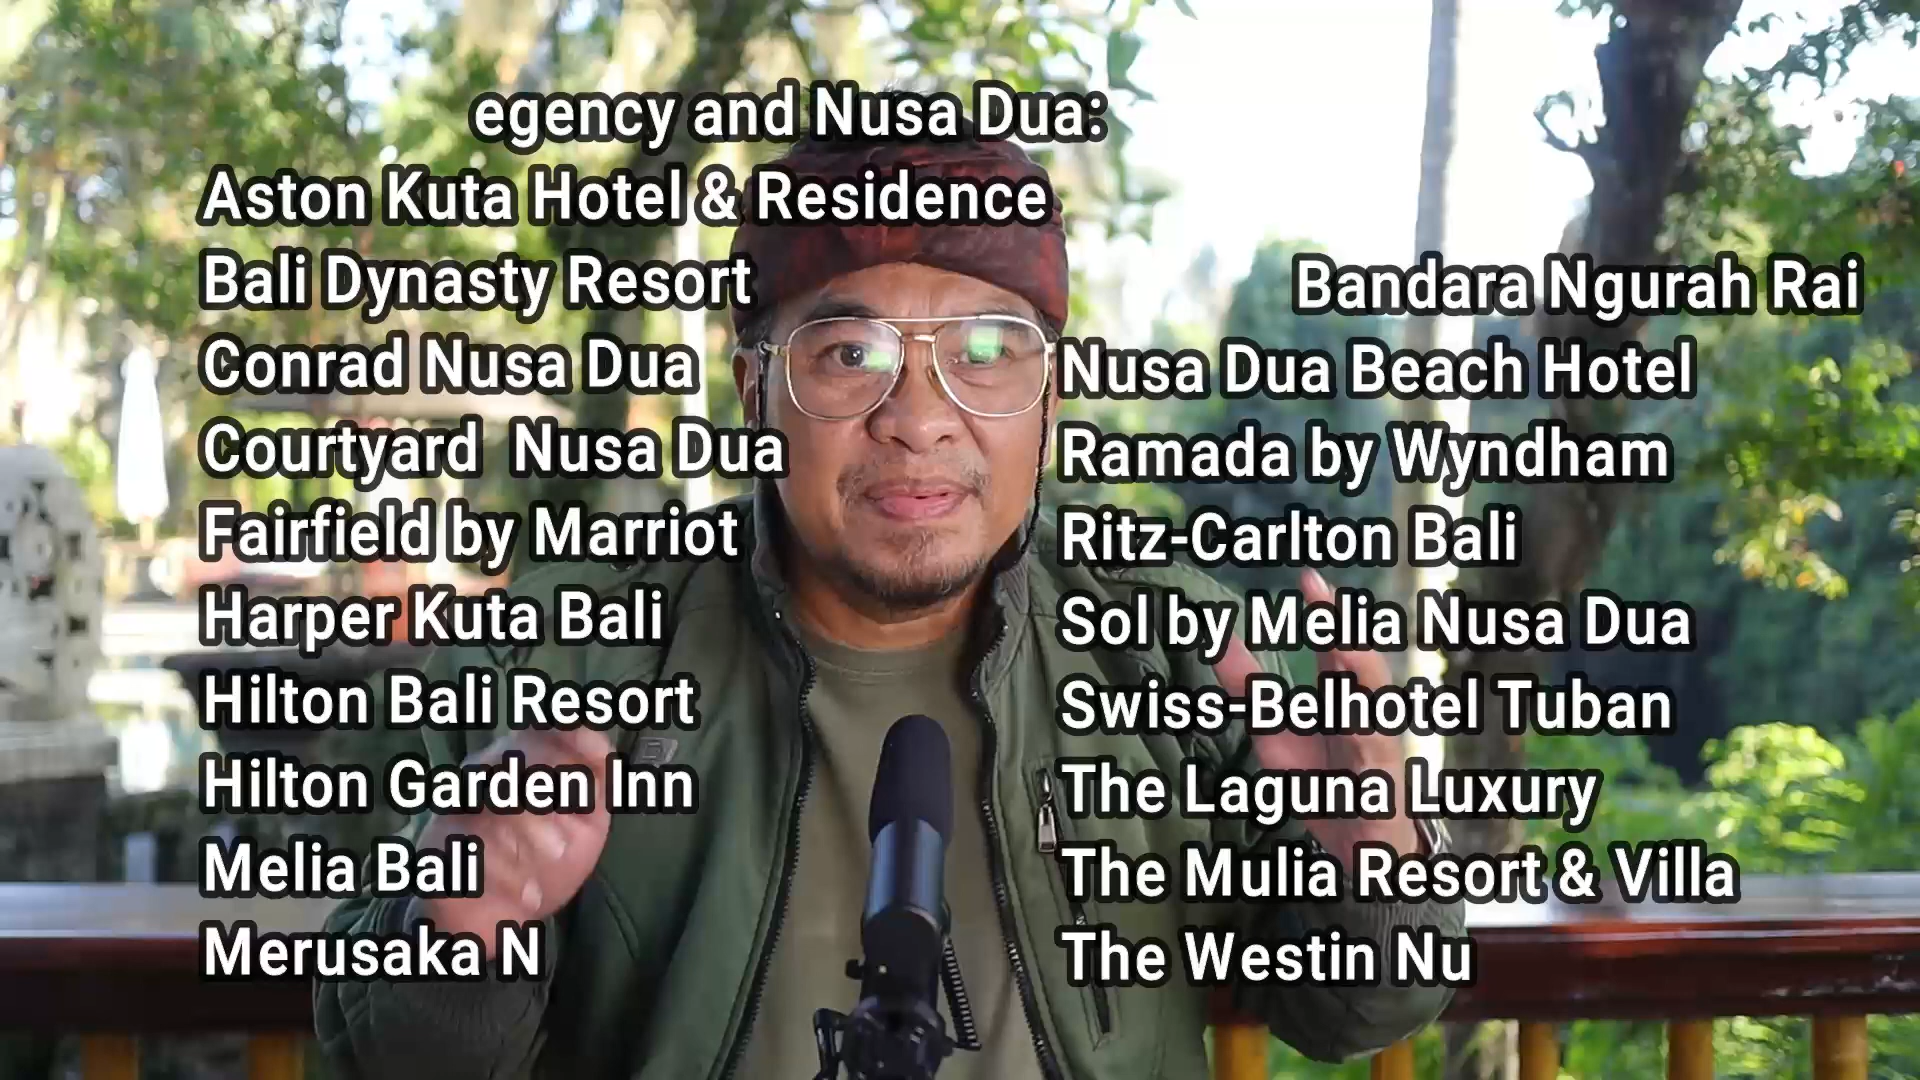 egency and Nusa Dua:
Aston Kuta Hotel & Residence
Bali Dynasty Resort
Conrad Nusa Dua
Courtyard  Nusa Dua
Fairfield by Marriot
Harper Kuta Bali
Hilton Bali Resort
Hilton Garden Inn
Melia Bali
Merusaka N
Bandara Ngurah Rai
Nusa Dua Beach Hotel
Ramada by Wyndham
Ritz-Carlton Bali
Sol by Melia Nusa Dua
Swiss-Belhotel Tuban
The Laguna Luxury
The Mulia Resort & Villa
The Westin Nu